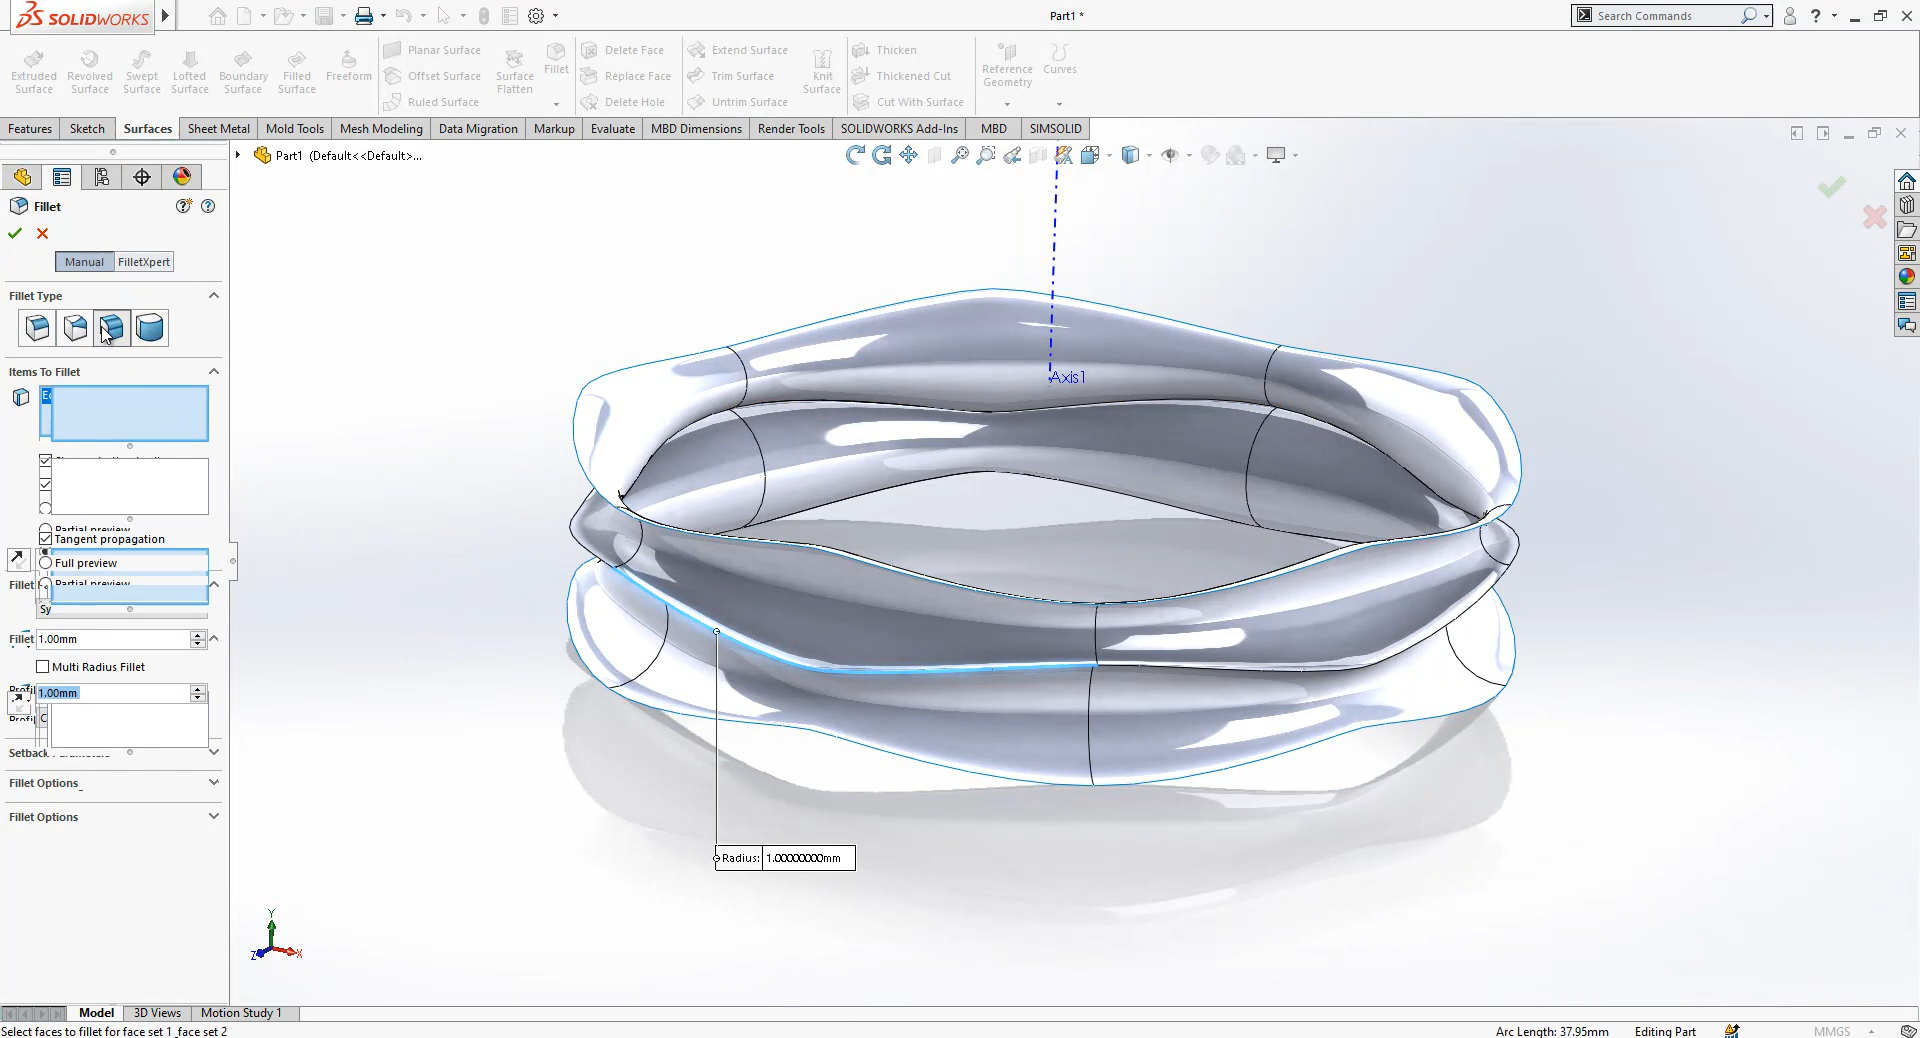 SOLIDWORKS
Part1 *
Search Commands
Extruded Surface
Revolved Surface
Swept Surface
Lofted Surface
Boundary Surface
Filled Surface
Freeform
Planar Surface
Offset Surface
Ruled Surface
Surface Flatten
Fillet
Delete Face
Replace Face
Delete Hole
Extend Surface
Trim Surface
Untrim Surface
Knit Surface
Thicken
Thickened Cut
Cut With Surface
Reference Geometry
Curves
Features
Sketch
Surfaces
Sheet Metal
Mold Tools
Mesh Modeling
Data Migration
Markup
Evaluate
MBD Dimensions
Render Tools
SOLIDWORKS Add-Ins
MBD
SIMSOLID
Part1 (Default<<Default>...
Fillet
Manual
FilletXpert
Fillet Type
Items To Fillet
Partial preview
Tangent propagation
Full preview
Partial preview
Fillet
Sy
Fillet
1.00mm
Multi Radius Fillet
1.00mm
Fillet Options
Fillet Options
Axis1
Radius: 1.00000000mm
Y
Z
X
Model
3D Views
Motion Study 1
Select faces to fillet for face set 1 ,face set 2
Arc Length: 37.95mm
Editing Part
MMGS